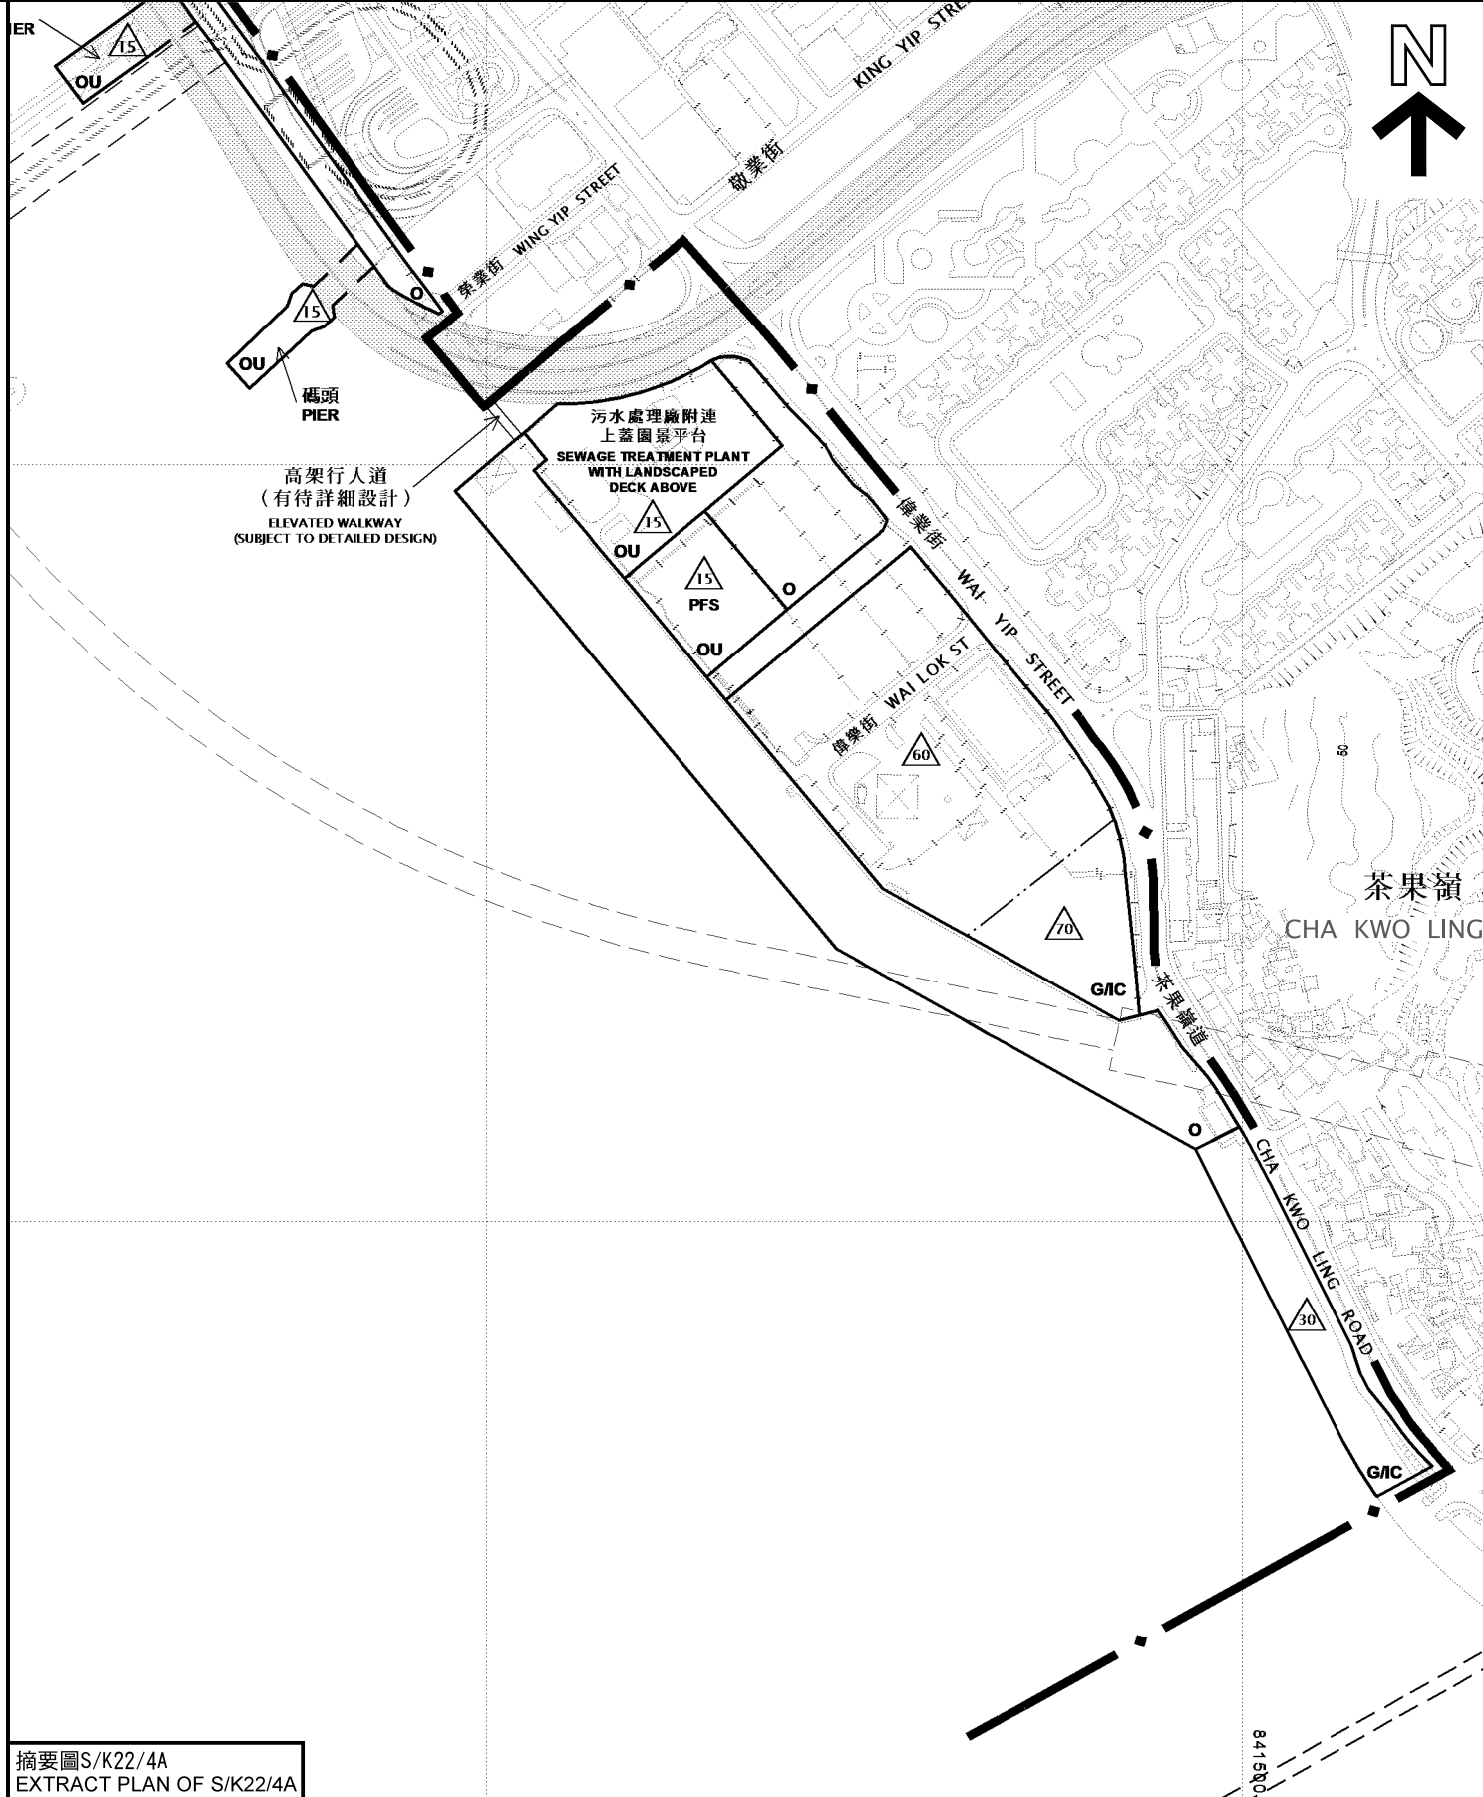 IER
15
OU
KING YIP STRE
N
敬業街
榮業街 WING YIP STREET
O
15
OU
碼頭
PIER
污水處理廠附連
上蓋園景平台
SEWAGE TREATMENT PLANT
WITH LANDSCAPED
DECK ABOVE
15
OU
高架行人道
（有待詳細設計）
ELEVATED WALKWAY
(SUBJECT TO DETAILED DESIGN)
偉業街 WAI YIP STREET
15
PFS
O
OU
偉樂街 WAI LOK ST
60
50
茶果嶺
CHA KWO LING
70
G/IC
茶果嶺道 CHA KWO LING ROAD
O
30
G/IC
841500
摘要圖S/K22/4A
EXTRACT PLAN OF S/K22/4A